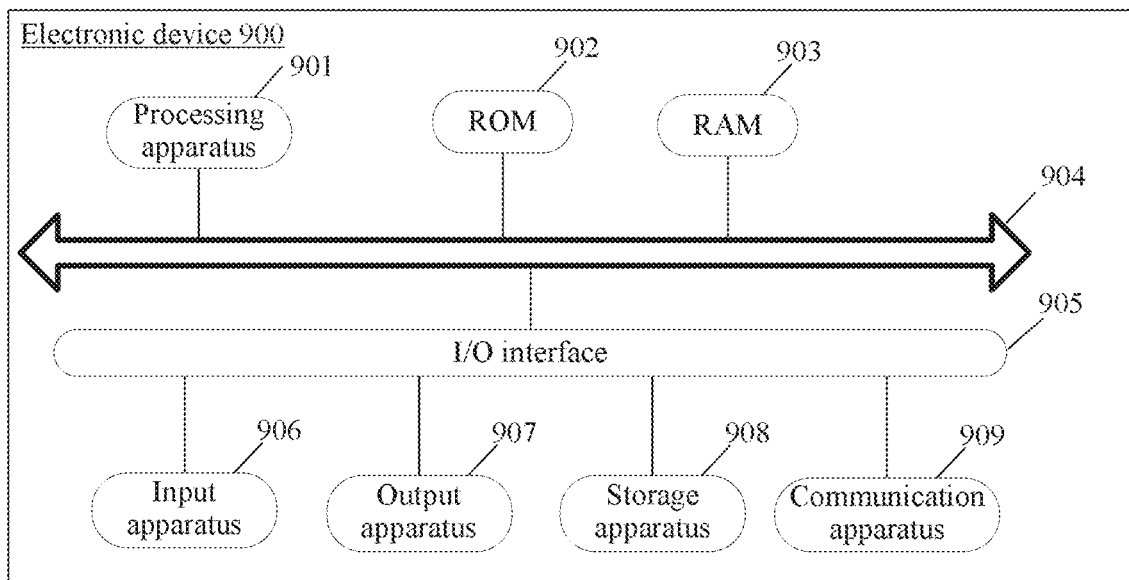 Electronic device 900
901
902
903
Processing
apparatus
ROM
RAM
904
905
I/O interface
906
907
908
909
Input
apparatus
Output
apparatus
Storage
apparatus
Communication
apparatus